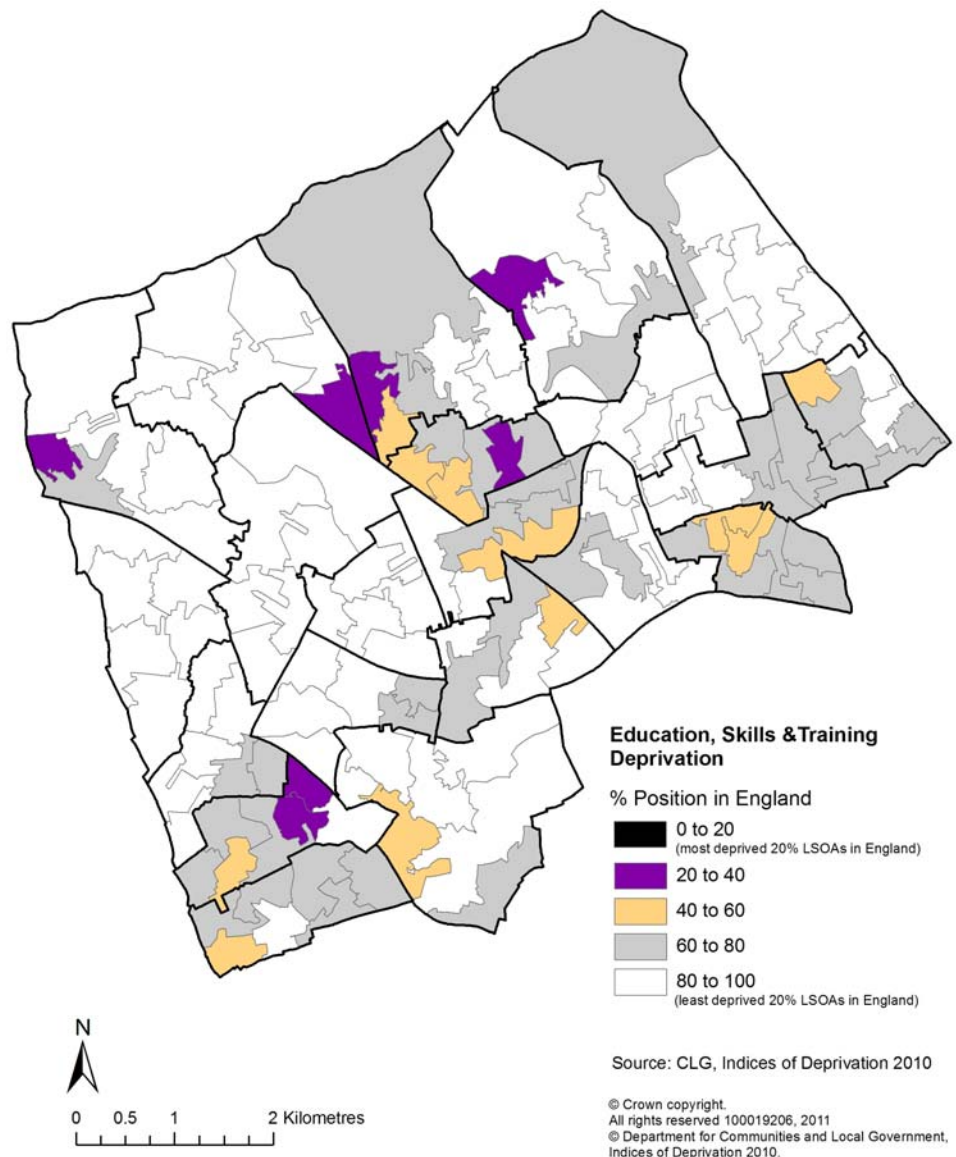 Education, Skills &Training
Deprivation
% Position in England
0 to 20
(most deprived 20% LSOAs in England)
20 to 40
40 to 60
60 to 80
80 to 100
(least deprived 20% LSOAs in England)
N
0 0.5 1 2 Kilometres
Source: CLG, Indices of Deprivation 2010
© Crown copyright.
All rights reserved 100019206, 2011
© Department for Communities and Local Government,
Indices of Deprivation 2010.